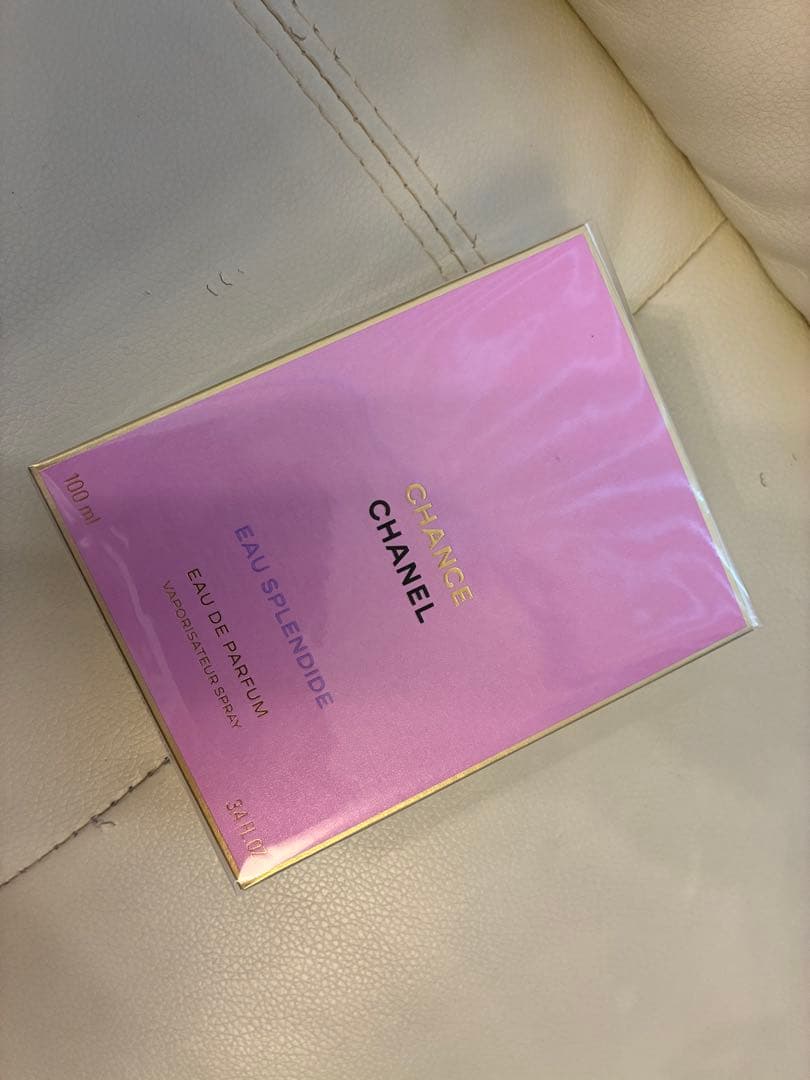 CHANCE
CHANEL
EAU SPLENDIDE
EAU DE PARFUM
VAPORISATEUR SPRAY
100 ml
3.4 FL.OZ